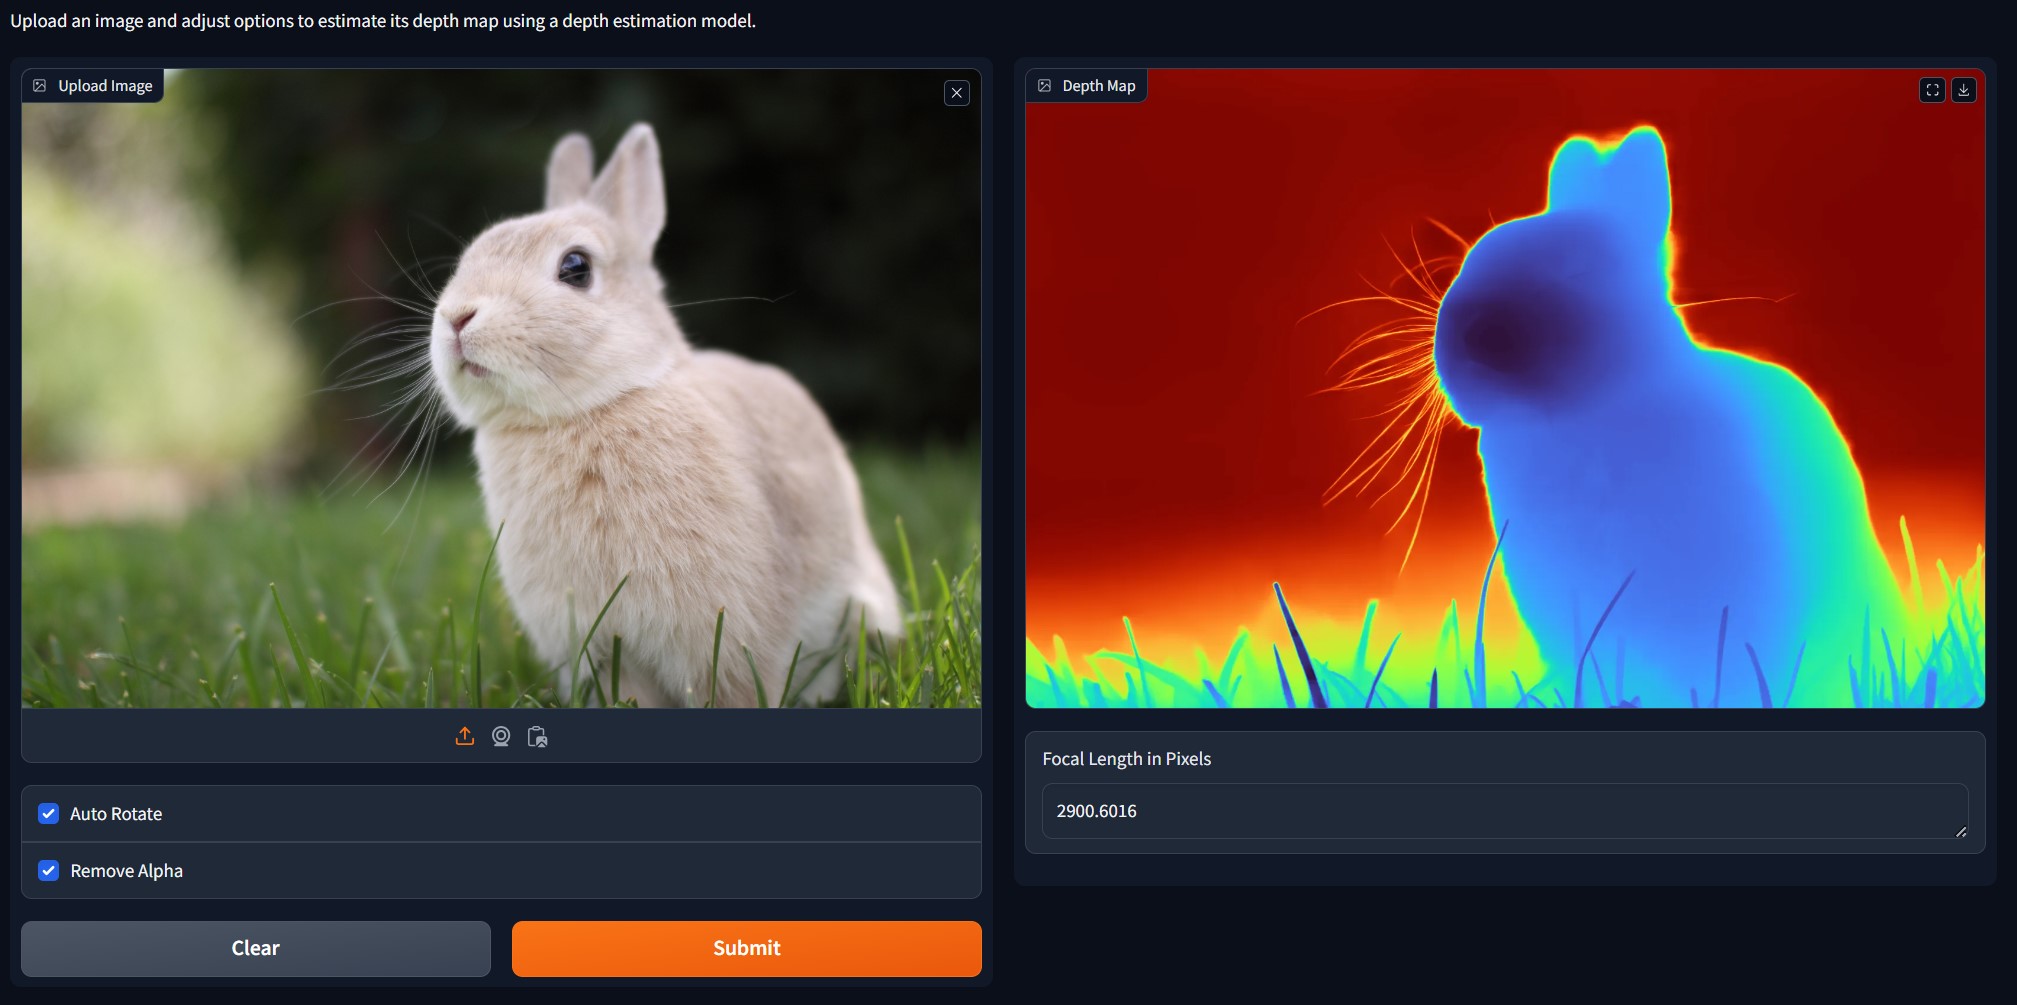 Upload an image and adjust options to estimate its depth map using a depth estimation model.
Upload Image
Depth Map
Focal Length in Pixels
2900.6016
Auto Rotate
Remove Alpha
Clear
Submit